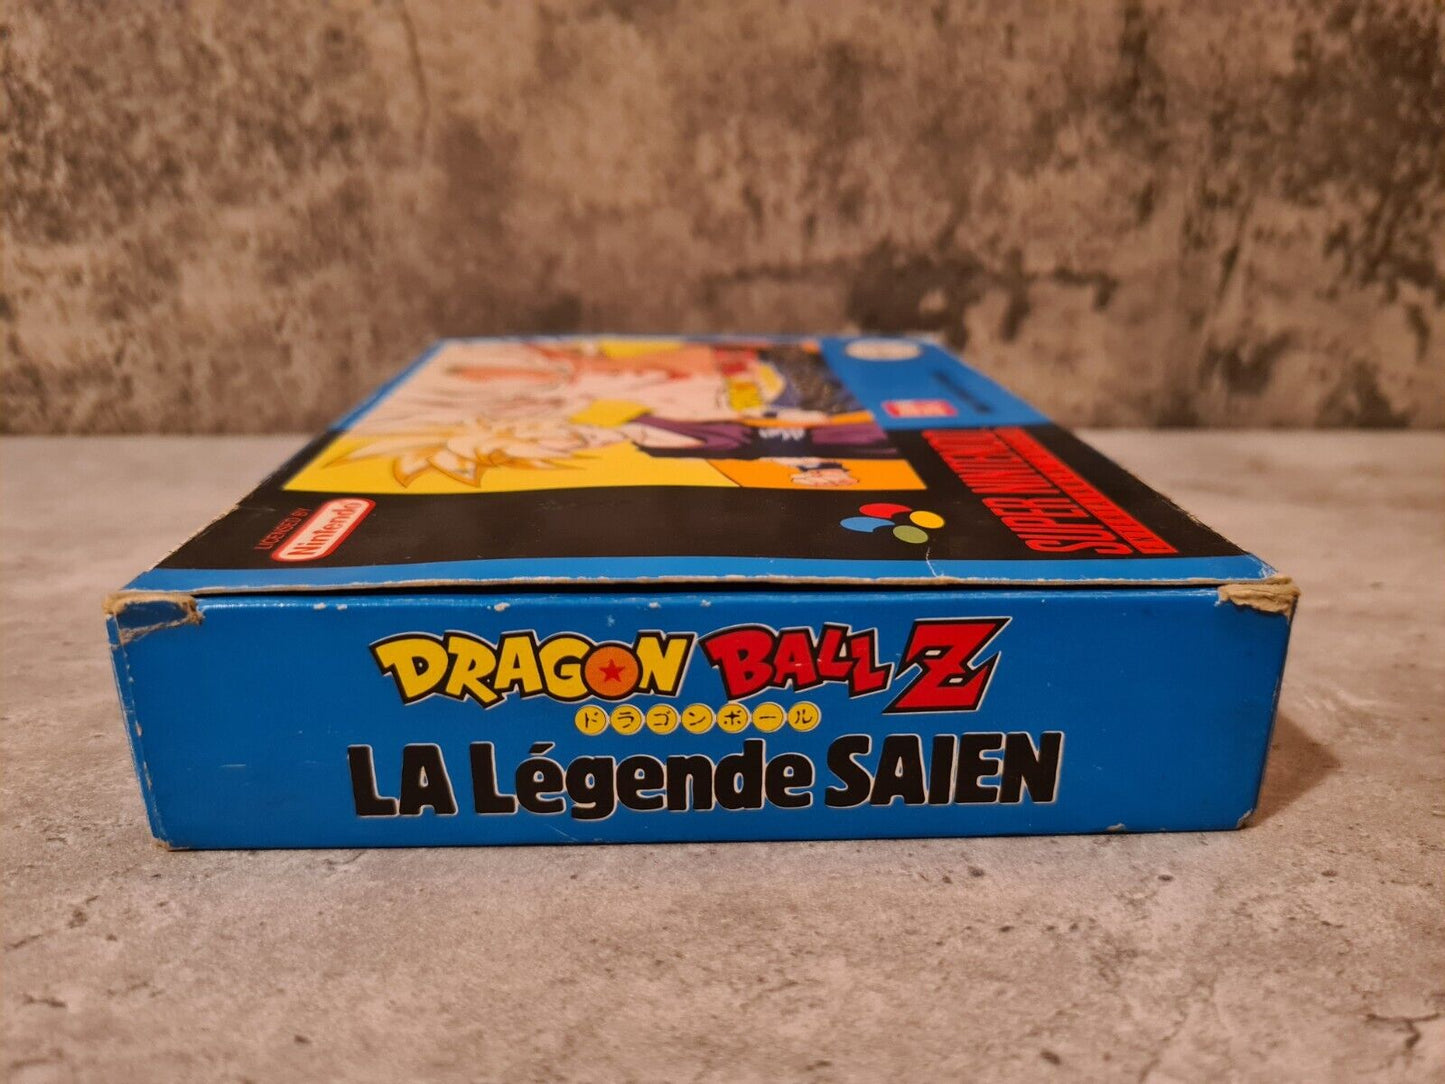 SUPER NINTENDO
LICENSED BY
Nintendo
DRAGON BALL Z
ドラゴンボール
LA Légende SAIEN